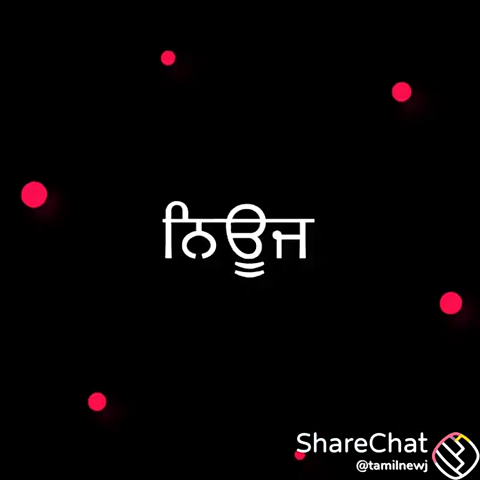 ਨਿਊਜ
ShareChat
@tamilnewj